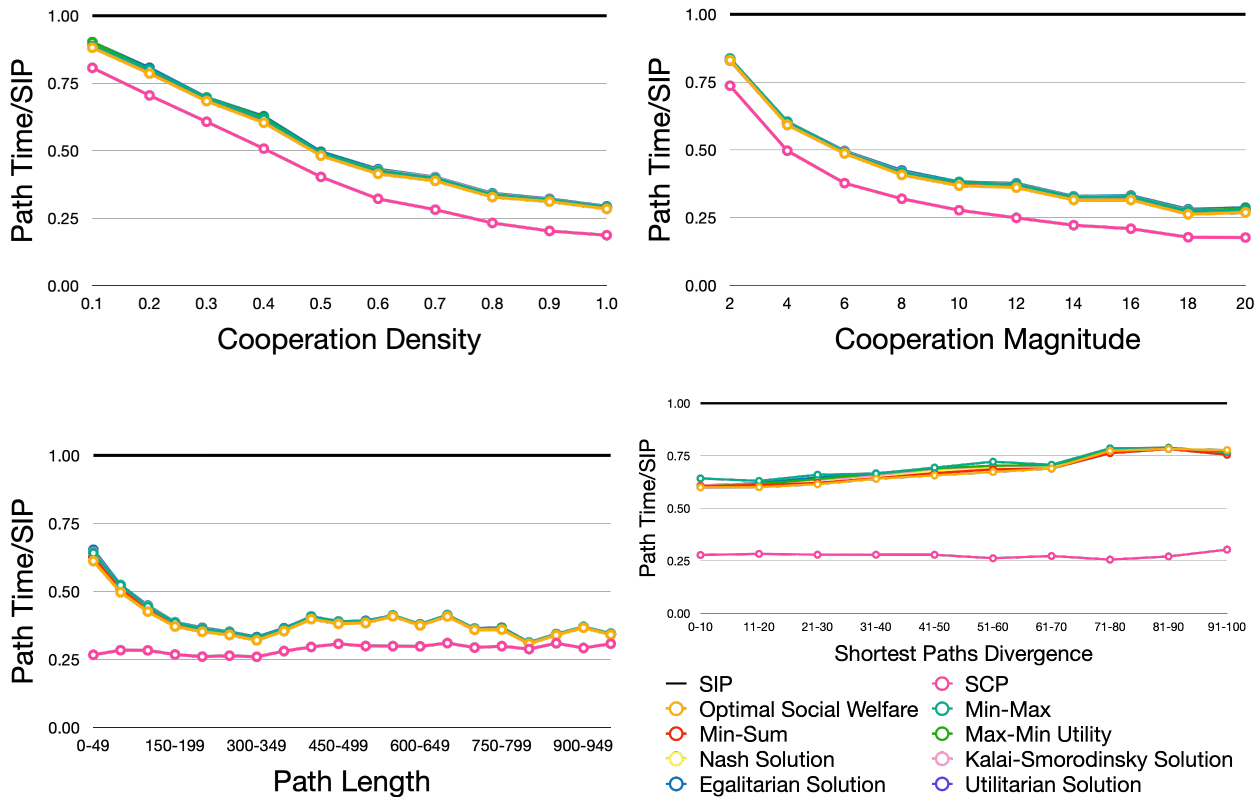 1.00
0.75
0.50
0.25
0.00
Path Time/SIP
0.1 0.2 0.3 0.4 0.5 0.6 0.7 0.8 0.9 1.0
Cooperation Density
1.00
0.75
0.50
0.25
0.00
Path Time/SIP
2 4 6 8 10 12 14 16 18 20
Cooperation Magnitude
1.00
0.75
0.50
0.25
0.00
Path Time/SIP
0-49 150-199 300-349 450-499 600-649 750-799 900-949
Path Length
1.00
0.75
0.50
0.25
0.00
Path Time/SIP
0-10 11-20 21-30 31-40 41-50 51-60 61-70 71-80 81-90 91-100
Shortest Paths Divergence
SIP SCP
Optimal Social Welfare Min-Max
Min-Sum Max-Min Utility
Nash Solution Kalai-Smorodinsky Solution
Egalitarian Solution Utilitarian Solution